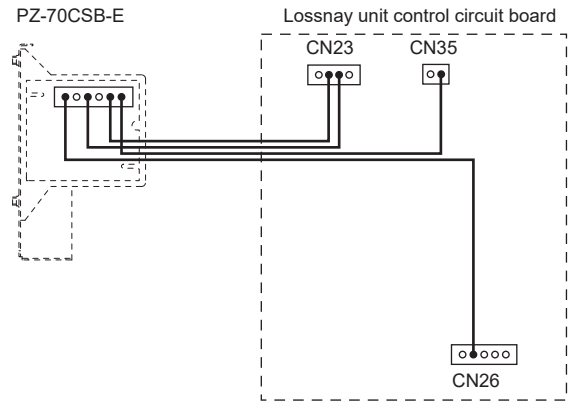 PZ-70CSB-E
Lossnay unit control circuit board
CN23
CN35
CN26